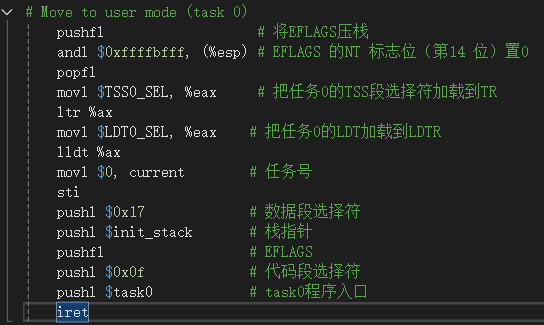 # Move to user mode (task 0)
pushfl # 将EFLAGS压栈
andl $0xffffbfff, (%esp) # EFLAGS 的NT 标志位（第14 位）置0
popfl
movl $TSS0_SEL, %eax # 把任务0的TSS段选择符加载到TR
ltr %ax
movl $LDT0_SEL, %eax # 把任务0的LDT加载到LDTR
lldt %ax
movl $0, current # 任务号
sti
pushl $0x17 # 数据段选择符
pushl $init_stack # 栈指针
pushfl # EFLAGS
pushl $0x0f # 代码段选择符
pushl $task0 # task0程序入口
iret